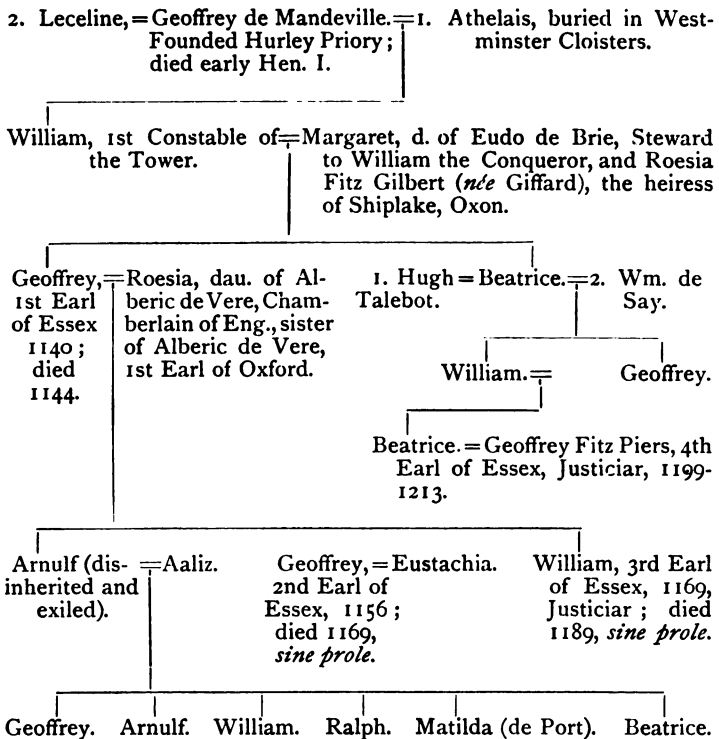 2. Leceline, = Geoffrey de Mandeville. = 1. Athelais, buried in West-
Founded Hurley Priory; minster Cloisters.
died early Hen. I.
William, 1st Constable of = Margaret, d. of Eudo de Brie, Steward
the Tower. to William the Conqueror, and Roesia
Fitz Gilbert (née Giffard), the heiress
of Shiplake, Oxon.
Geoffrey, = Roesia, dau. of Al-
1st Earl beric de Vere, Cham-
of Essex berlain of Eng., sister
1140; of Alberic de Vere,
died 1st Earl of Oxford.
1144.
1. Hugh = Beatrice. = 2. Wm. de
Talebot. Say.
William. = Geoffrey.
Beatrice. = Geoffrey Fitz Piers, 4th
Earl of Essex, Justiciar, 1199-
1213.
Arnulf (dis- = Aaliz.
inherited and
exiled).
Geoffrey, = Eustachia.
2nd Earl of
Essex, 1156;
died 1169,
sine prole.
William, 3rd Earl
of Essex, 1169,
Justiciar; died
1189, sine prole.
Geoffrey. Arnulf. William. Ralph. Matilda (de Port). Beatrice.